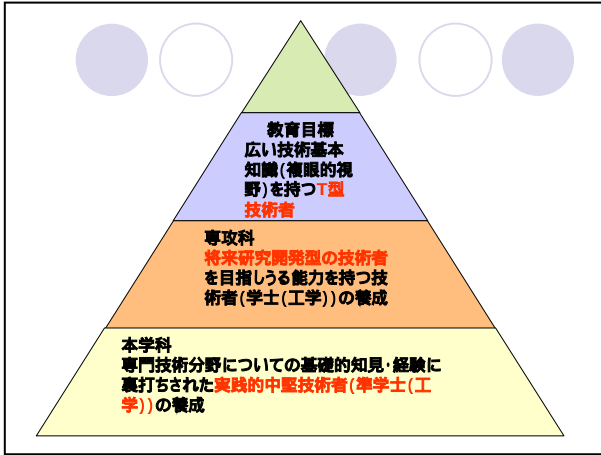 教育目標
広い技術基本
知識(複眼的視
野)を持つT型
技術者
専攻科
将来研究開発型の技術者
を目指しうる能力を持つ技
術者(学士(工学))の養成
本学科
専門技術分野についての基礎的知見・経験に
裏打ちされた実践的中堅技術者(準学士(工
学))の養成